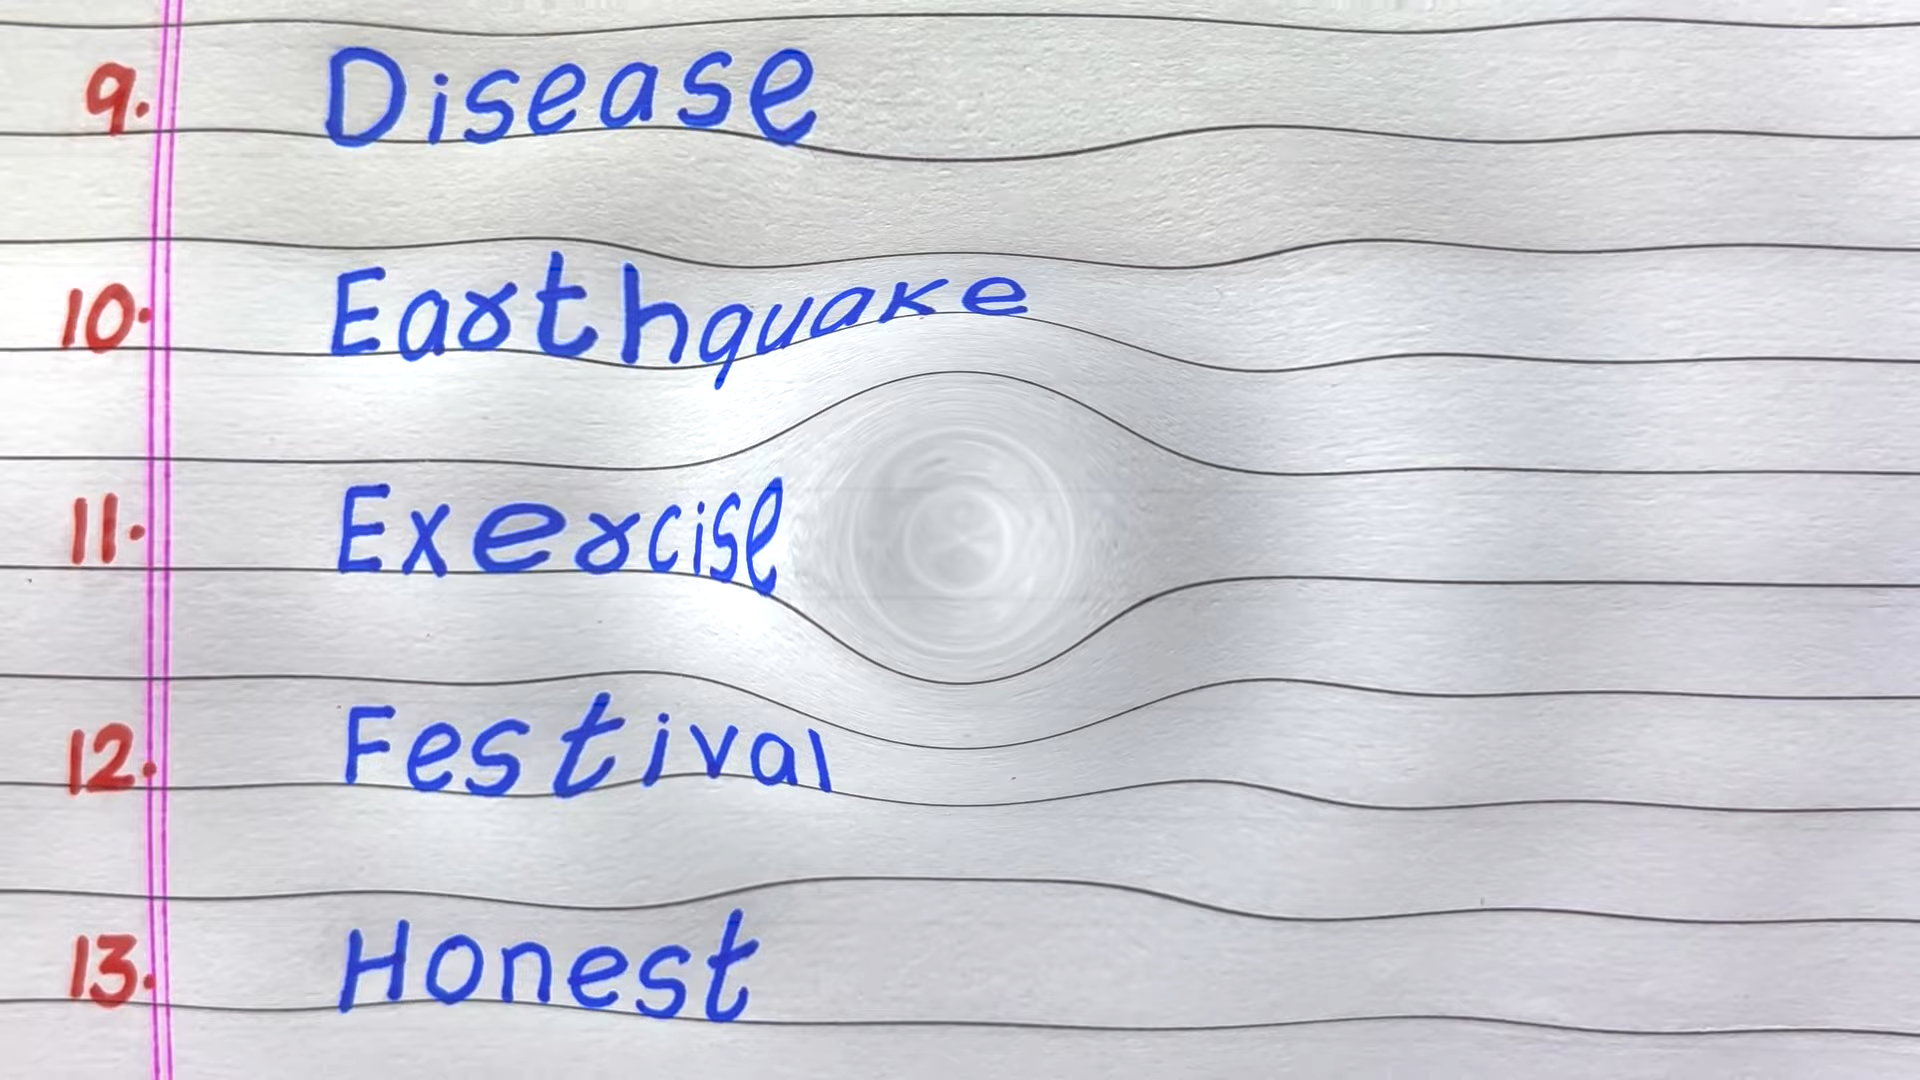 9. Disease
10. Earthquake
11. Exercise
12. Festival
13. Honest